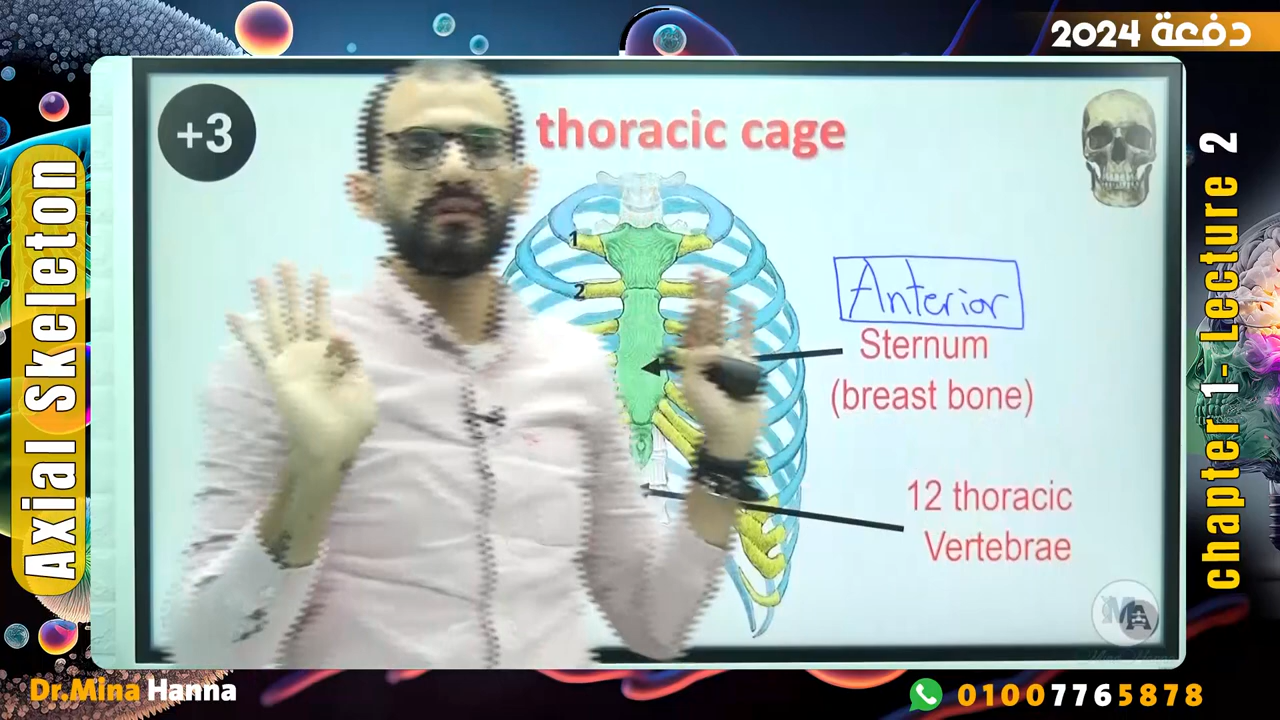 دفعة 2024
+3
thoracic cage
1
2
Anterior
Sternum
(breast bone)
12 thoracic
Vertebrae
MA
Axial Skeleton
chapter 1- Lecture 2
Dr.Mina Hanna
01007765878